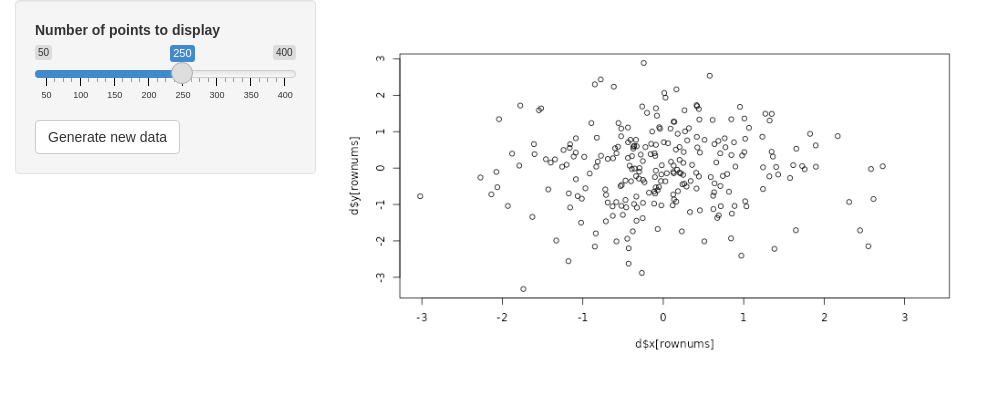 Number of points to display
50 250 400
50 100 150 200 250 300 350 400
Generate new data
3
2
1
0
-1
-2
-3
d$y[rownums]
-3 -2 -1 0 1 2 3
d$x[rownums]